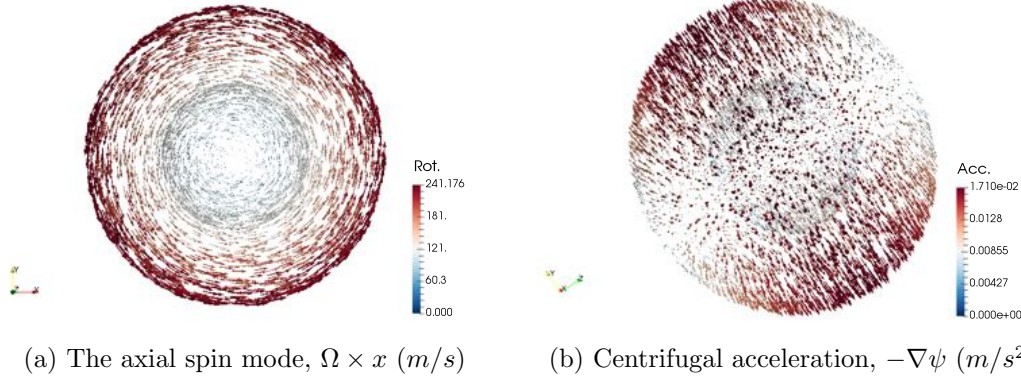 Rot.
241.176
181.
121.
60.3
0.000
Y
X
Acc.
1.710e-02
0.0128
0.00855
0.00427
0.000e+00
(a) The axial spin mode, Ω × x (m/s)
(b) Centrifugal acceleration, −∇ψ (m/s²